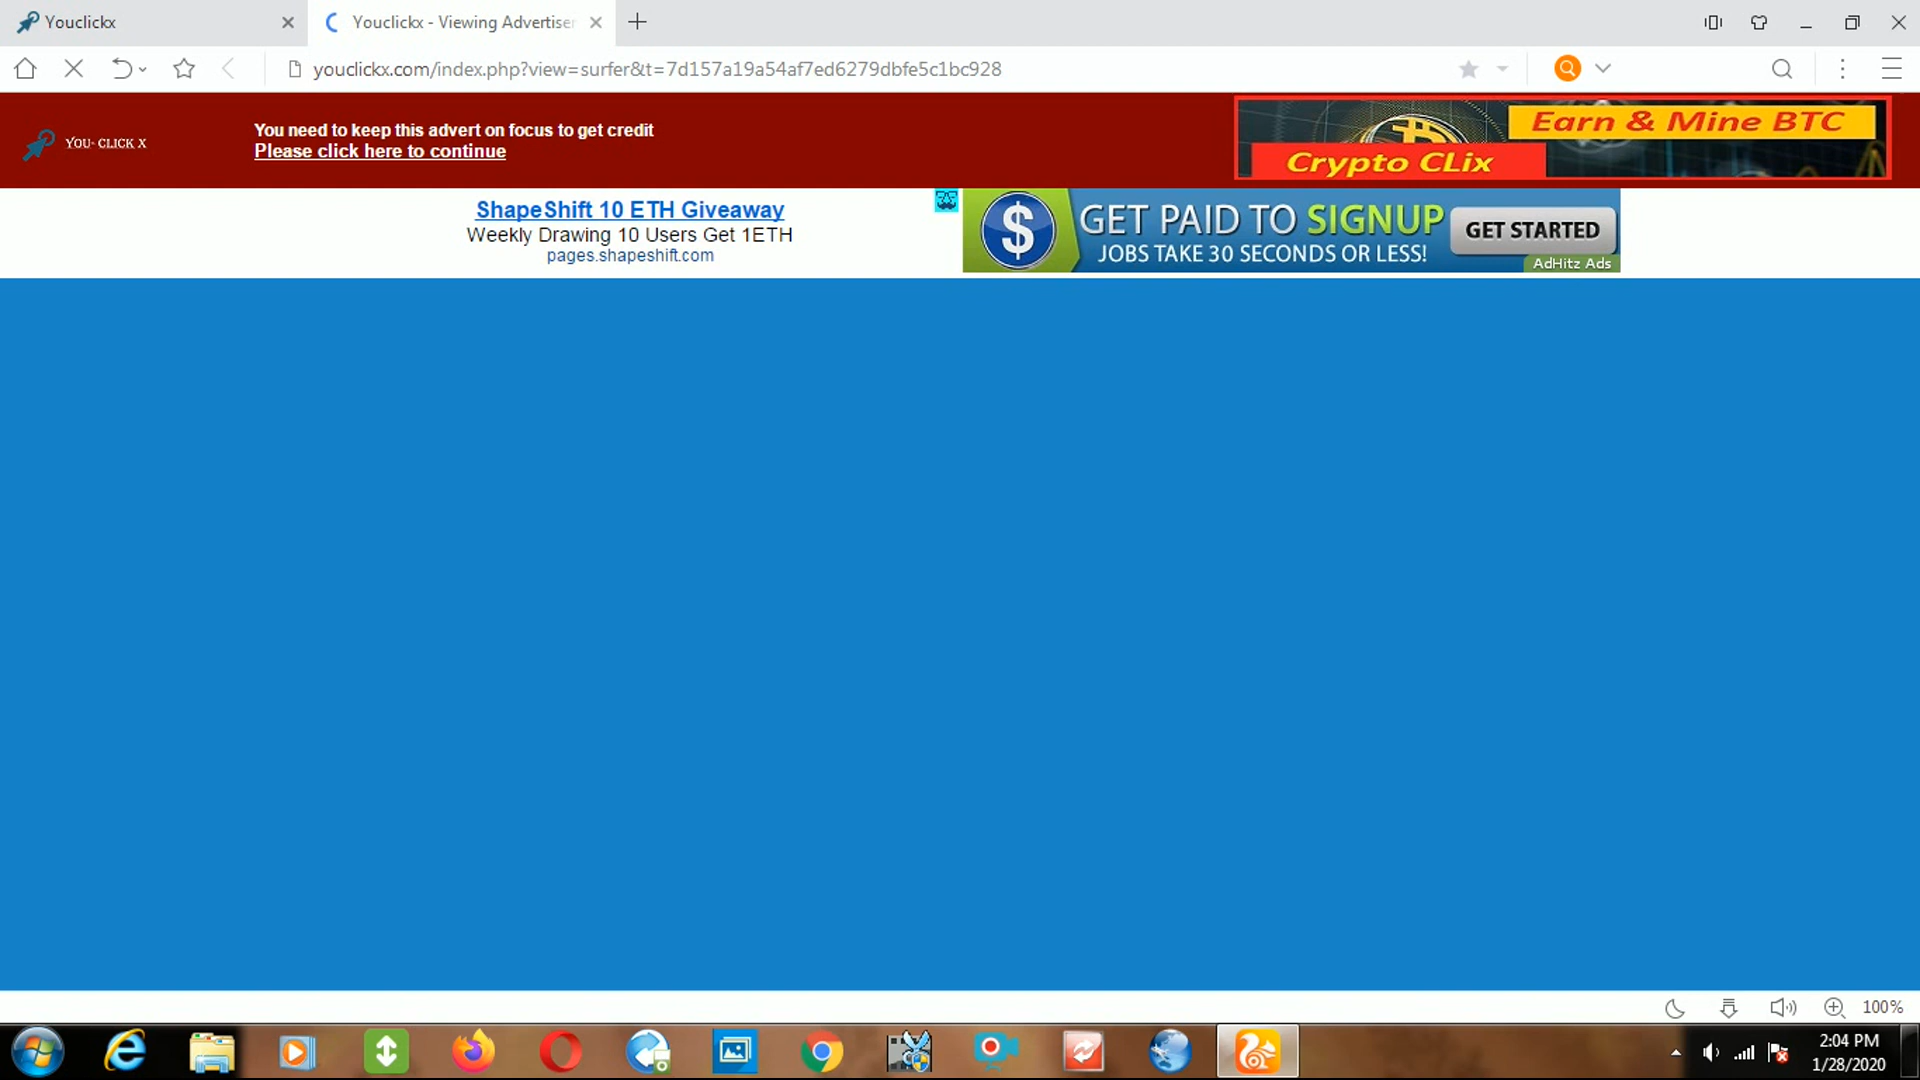 Youclickx
Youclickx - Viewing Advertise
youclickx.com/index.php?view=surfer&t=7d157a19a54af7ed6279dbfe5c1bc928
YOU- CLICK X
You need to keep this advert on focus to get credit
Please click here to continue
Earn & Mine BTC
Crypto CLix
ShapeShift 10 ETH Giveaway
Weekly Drawing 10 Users Get 1ETH
pages.shapeshift.com
$
GET PAID TO SIGNUP
JOBS TAKE 30 SECONDS OR LESS!
GET STARTED
AdHitz Ads
100%
2:04 PM
1/28/2020